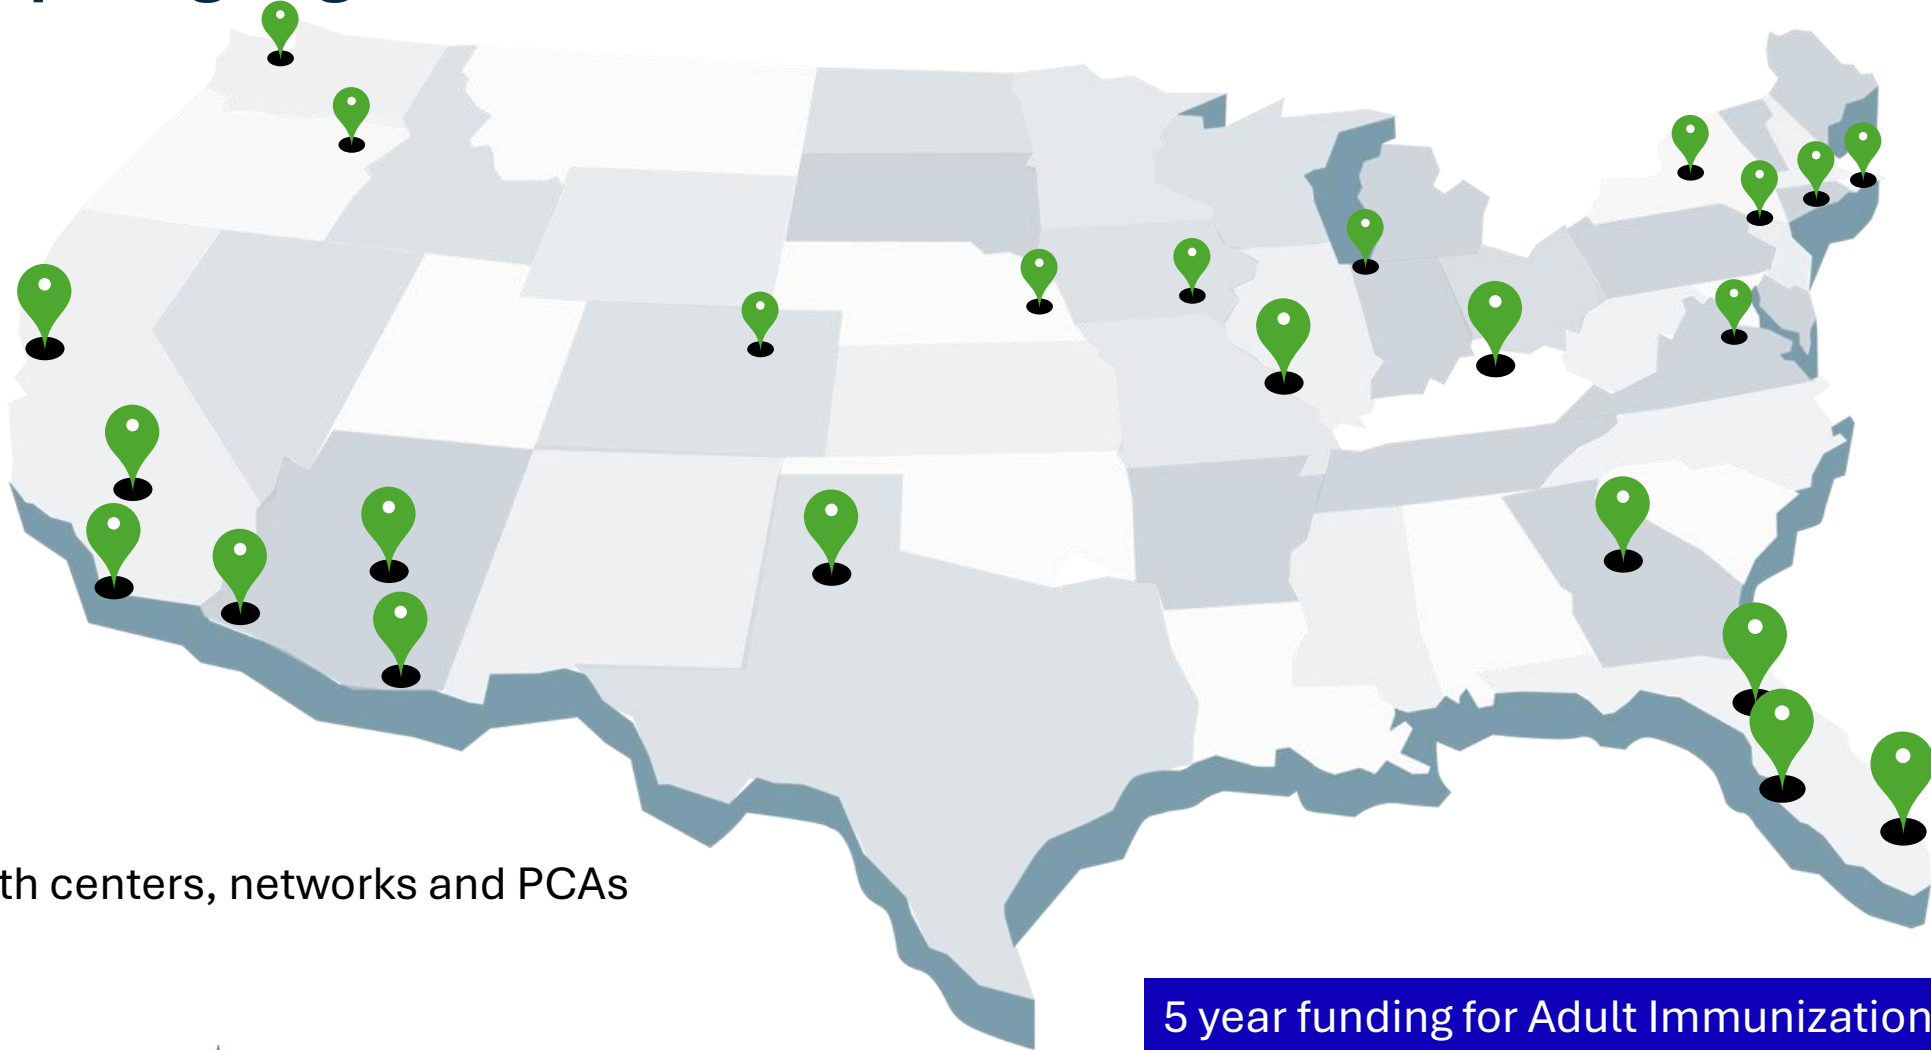 th centers, networks and PCAs
5 year funding for Adult Immunization